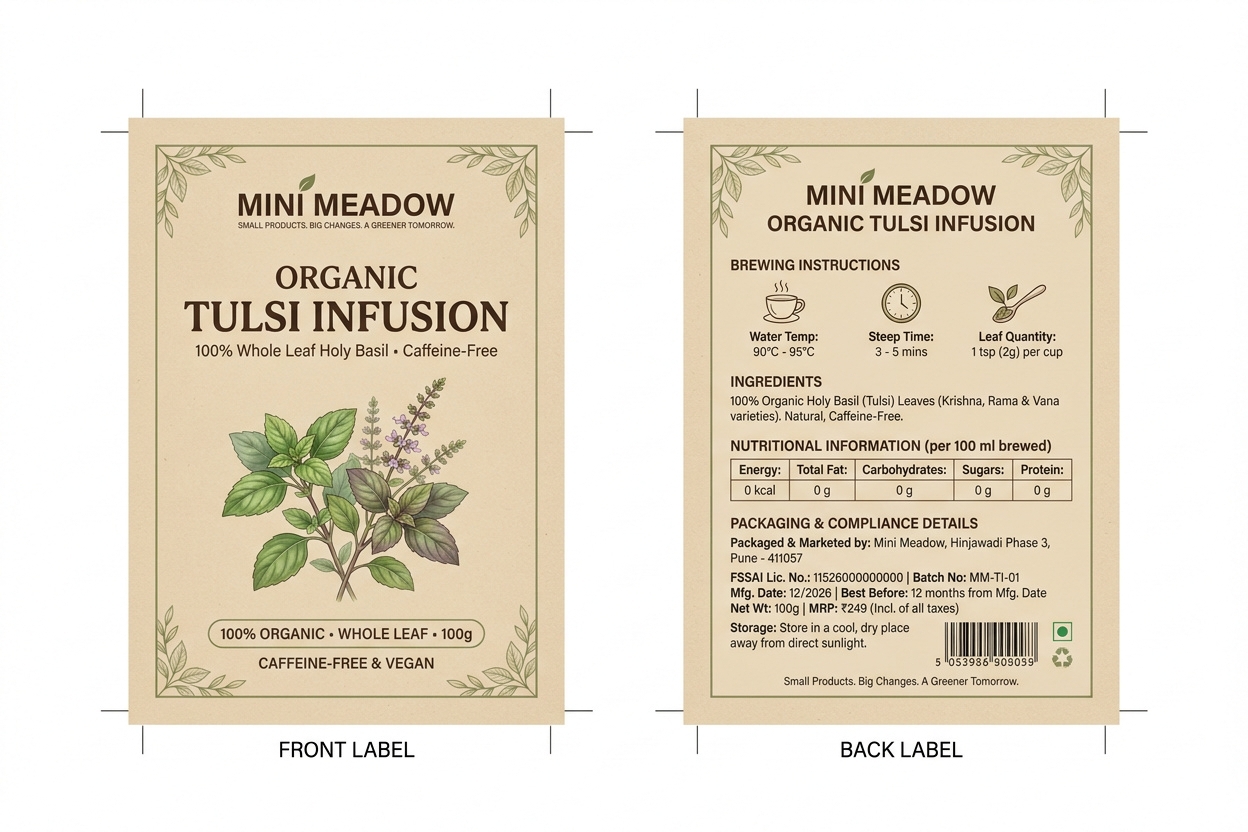 MINI MEADOW
SMALL PRODUCTS. BIG CHANGES. A GREENER TOMORROW.
ORGANIC
TULSI INFUSION
100% Whole Leaf Holy Basil • Caffeine-Free
100% ORGANIC • WHOLE LEAF • 100g
CAFFEINE-FREE & VEGAN
FRONT LABEL
MINI MEADOW
ORGANIC TULSI INFUSION
BREWING INSTRUCTIONS
Water Temp:
90°C - 95°C
Steep Time:
3 - 5 mins
Leaf Quantity:
1 tsp (2g) per cup
INGREDIENTS
100% Organic Holy Basil (Tulsi) Leaves (Krishna, Rama & Vana
varieties). Natural, Caffeine-Free.
NUTRITIONAL INFORMATION (per 100 ml brewed)
Energy: Total Fat: Carbohydrates: Sugars: Protein:
0 kcal 0 g 0 g 0 g 0 g
PACKAGING & COMPLIANCE DETAILS
Packaged & Marketed by: Mini Meadow, Hinjawadi Phase 3,
Pune - 411057
FSSAI Lic. No.: 11526000000000 | Batch No: MM-TI-01
Mfg. Date: 12/2026 | Best Before: 12 months from Mfg. Date
Net Wt: 100g | MRP: ₹249 (Incl. of all taxes)
Storage: Store in a cool, dry place
away from direct sunlight.
5 053986 909039
Small Products. Big Changes. A Greener Tomorrow.
BACK LABEL